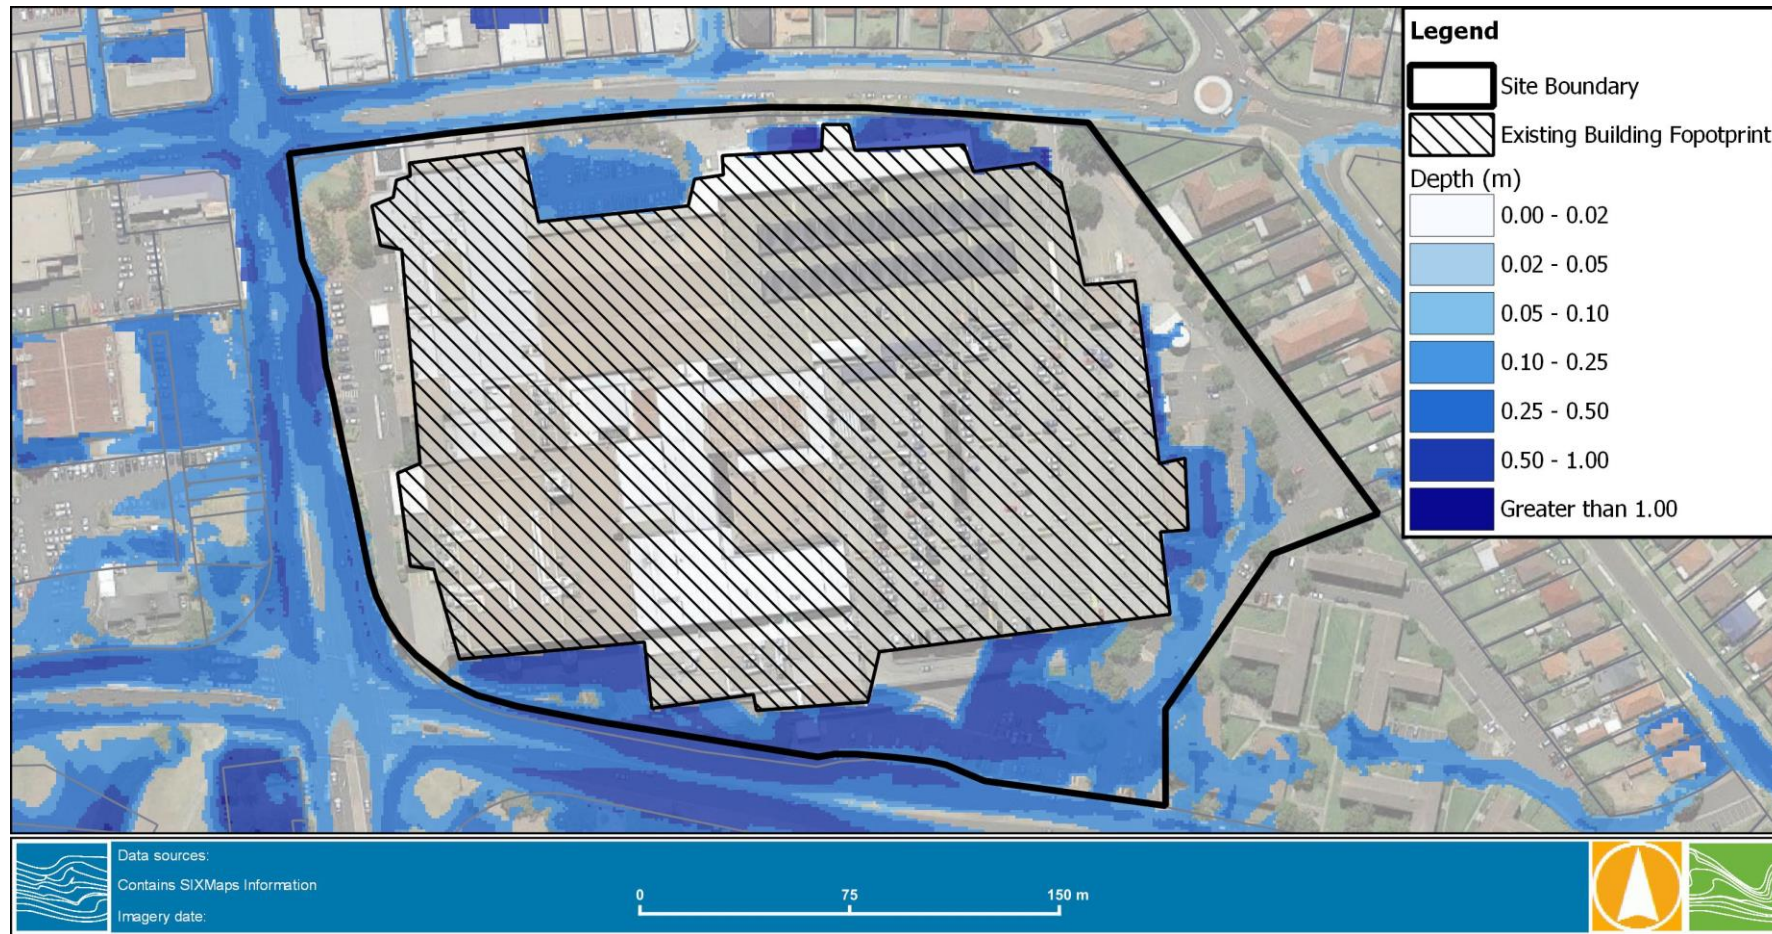 Legend
Site Boundary
Existing Building Fopotprint
Depth (m)
0.00 - 0.02
0.02 - 0.05
0.05 - 0.10
0.10 - 0.25
0.25 - 0.50
0.50 - 1.00
Greater than 1.00
Data sources:
Contains SIXMaps Information
Imagery date:
0 75 150 m